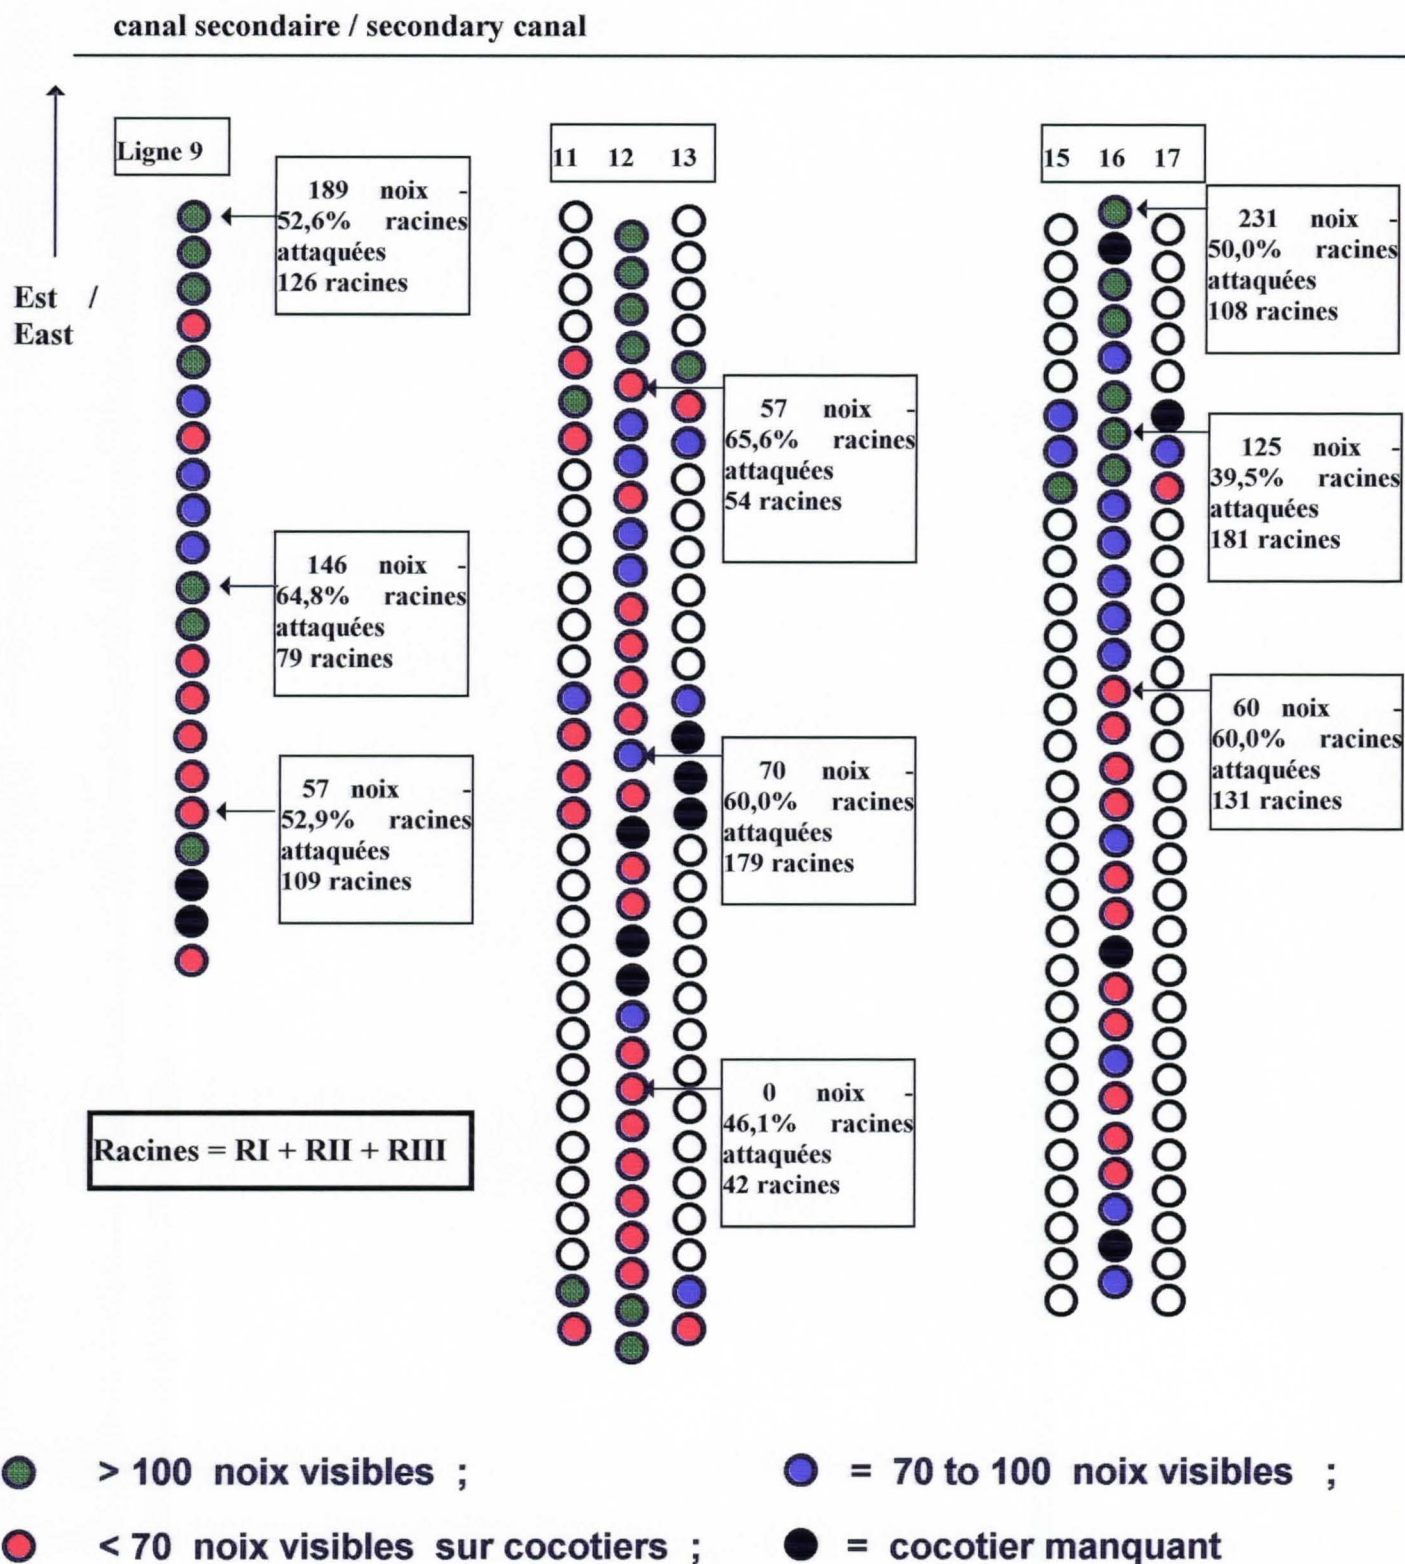 canal secondaire / secondary canal
Est /
East
Ligne 9
189 noix -
52,6% racines
attaquées
126 racines
146 noix -
64,8% racines
attaquées
79 racines
57 noix -
52,9% racines
attaquées
109 racines
Racines = RI + RII + RIII
11 12 13
57 noix -
65,6% racines
attaquées
54 racines
70 noix -
60,0% racines
attaquées
179 racines
0 noix -
46,1% racines
attaquées
42 racines
15 16 17
231 noix -
50,0% racines
attaquées
108 racines
125 noix -
39,5% racines
attaquées
181 racines
60 noix -
60,0% racines
attaquées
131 racines
> 100 noix visibles ;
= 70 to 100 noix visibles ;
< 70 noix visibles sur cocotiers ;
= cocotier manquant